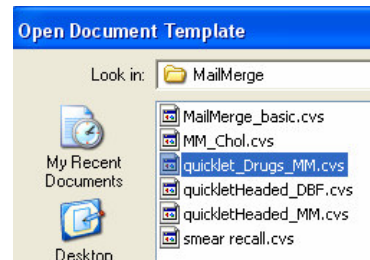 Open Document Template
Look in: MailMerge
MailMerge_basic.cvs
MM_Chol.cvs
quicklet_Drugs_MM.cvs
quickletHeaded_DBF.cvs
quickletHeaded_MM.cvs
smear recall.cvs
My Recent
Documents
Desktop